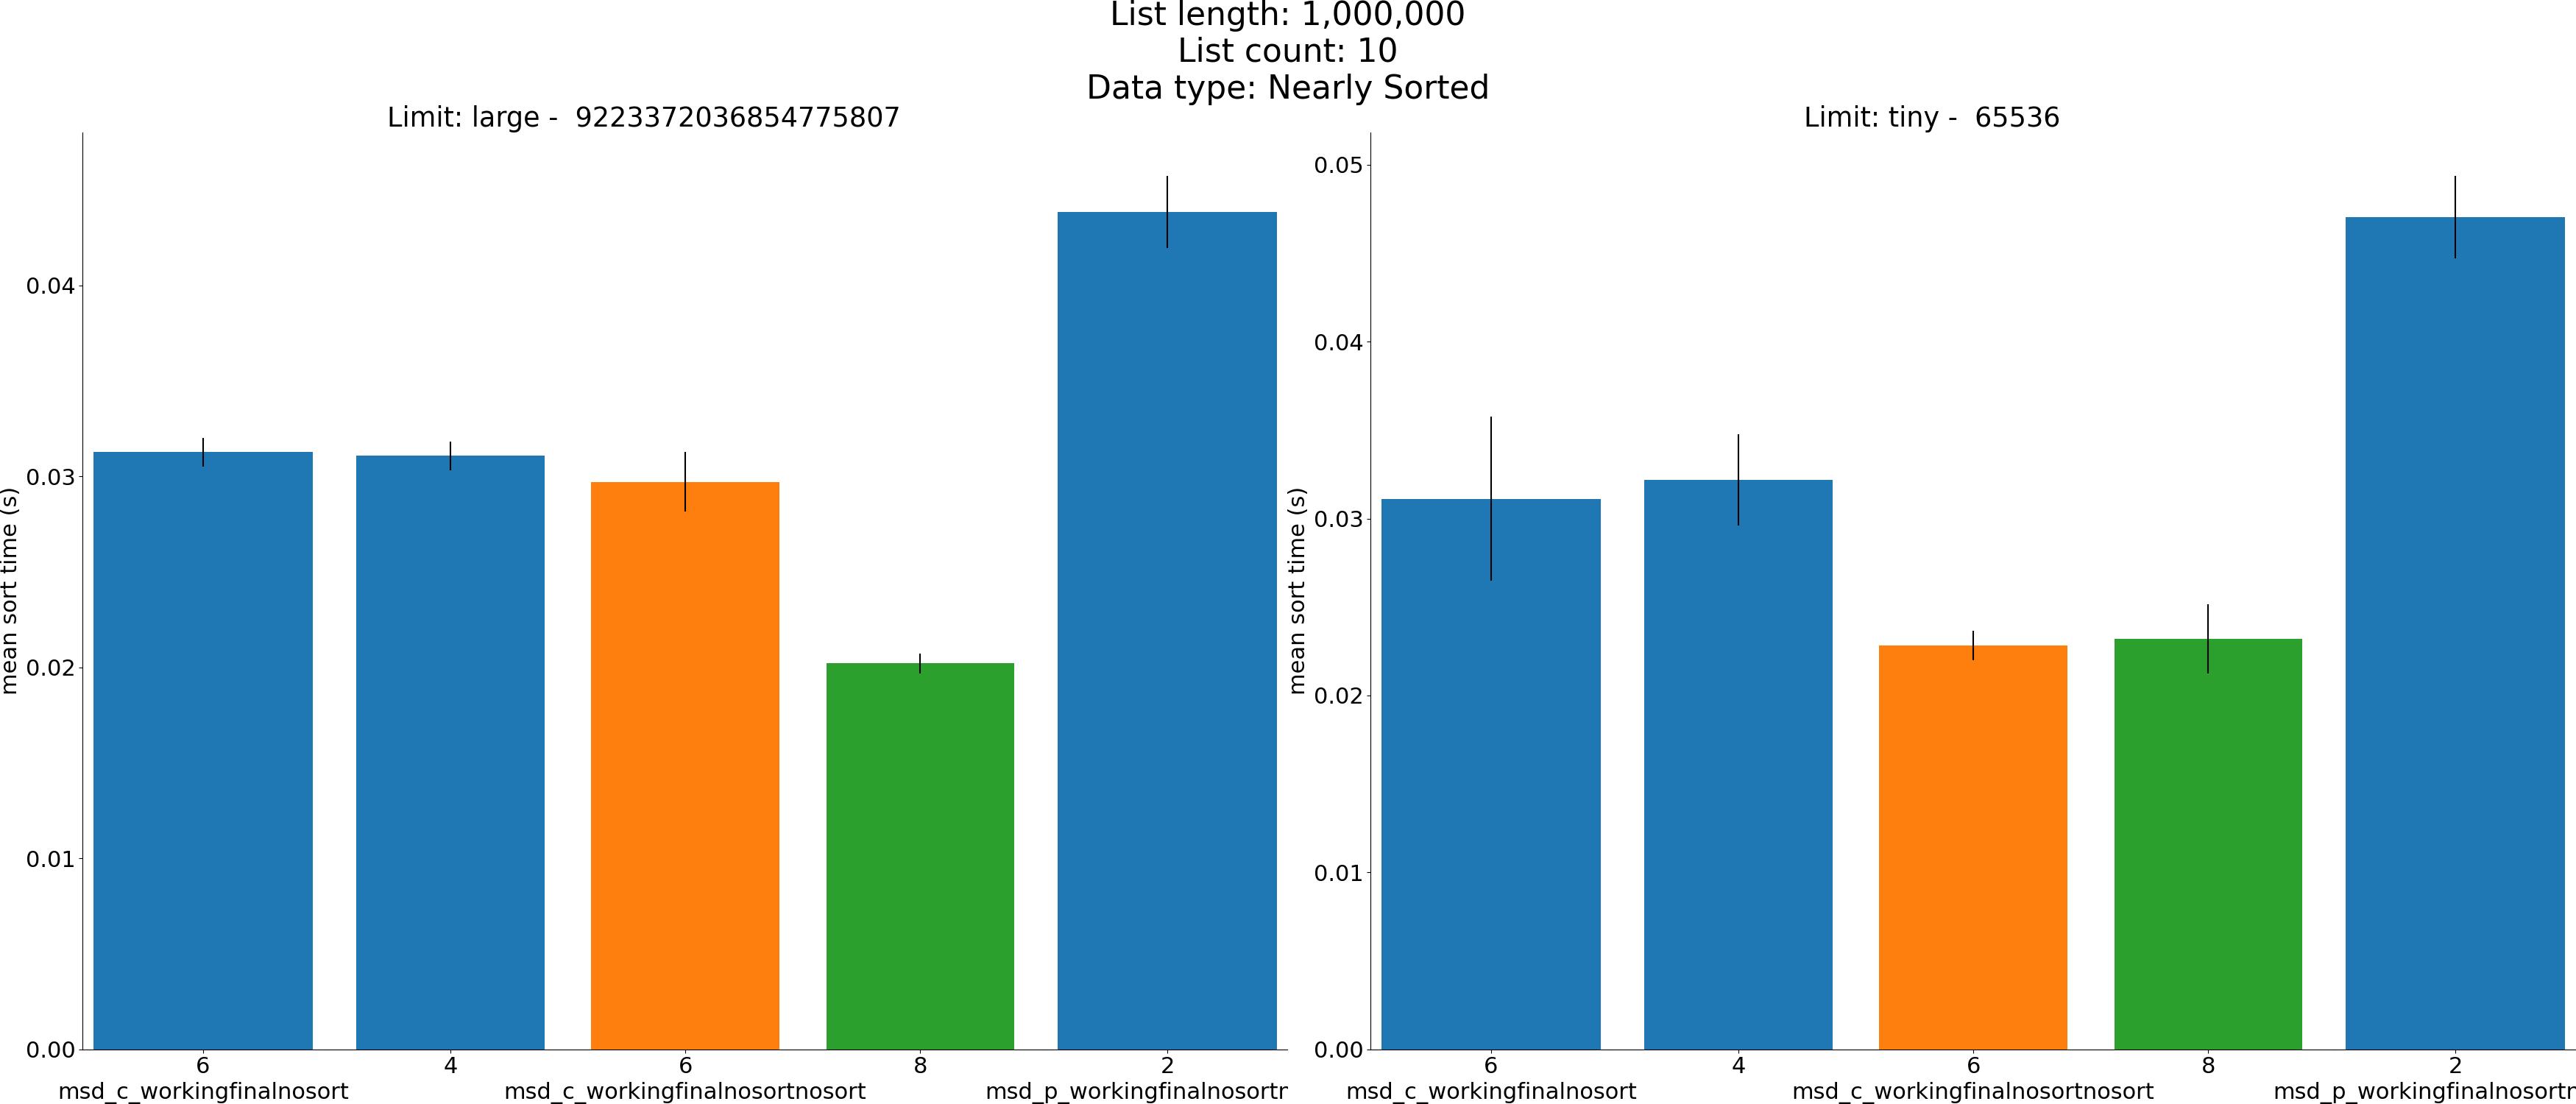 List length: 1,000,000
List count: 10
Data type: Nearly Sorted
Limit: large -  9223372036854775807
mean sort time (s)
0.04
0.03
0.02
0.01
0.00
6 4 6 8 2
msd_c_workingfinalnosort msd_c_workingfinalnosortnosort msd_p_workingfinalnosortr
Limit: tiny -  65536
mean sort time (s)
0.05
0.04
0.03
0.02
0.01
0.00
6 4 6 8 2
msd_c_workingfinalnosort msd_c_workingfinalnosortnosort msd_p_workingfinalnosortr